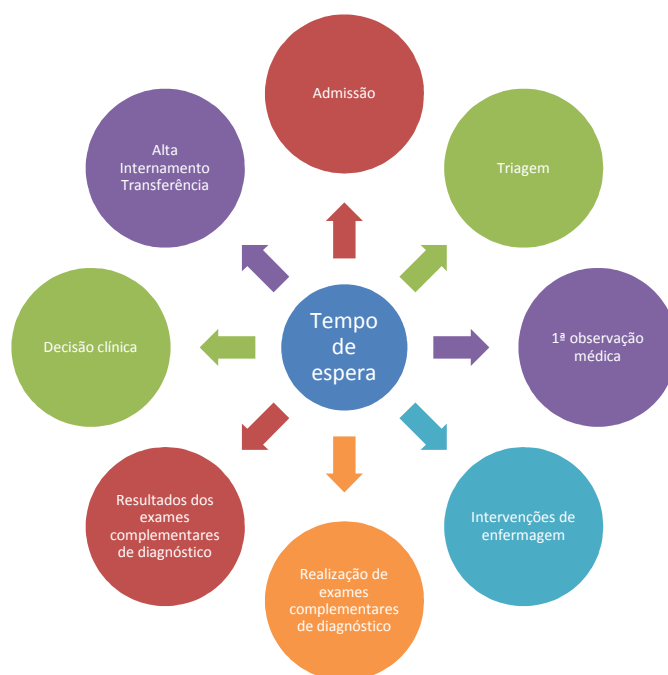 Admissão
Triagem
1ª observação
médica
Intervenções de
enfermagem
Realização de
exames
complementares
de diagnóstico
Resultados dos
exames
complementares
de diagnóstico
Decisão clínica
Alta
Internamento
Transferência
Tempo
de
espera